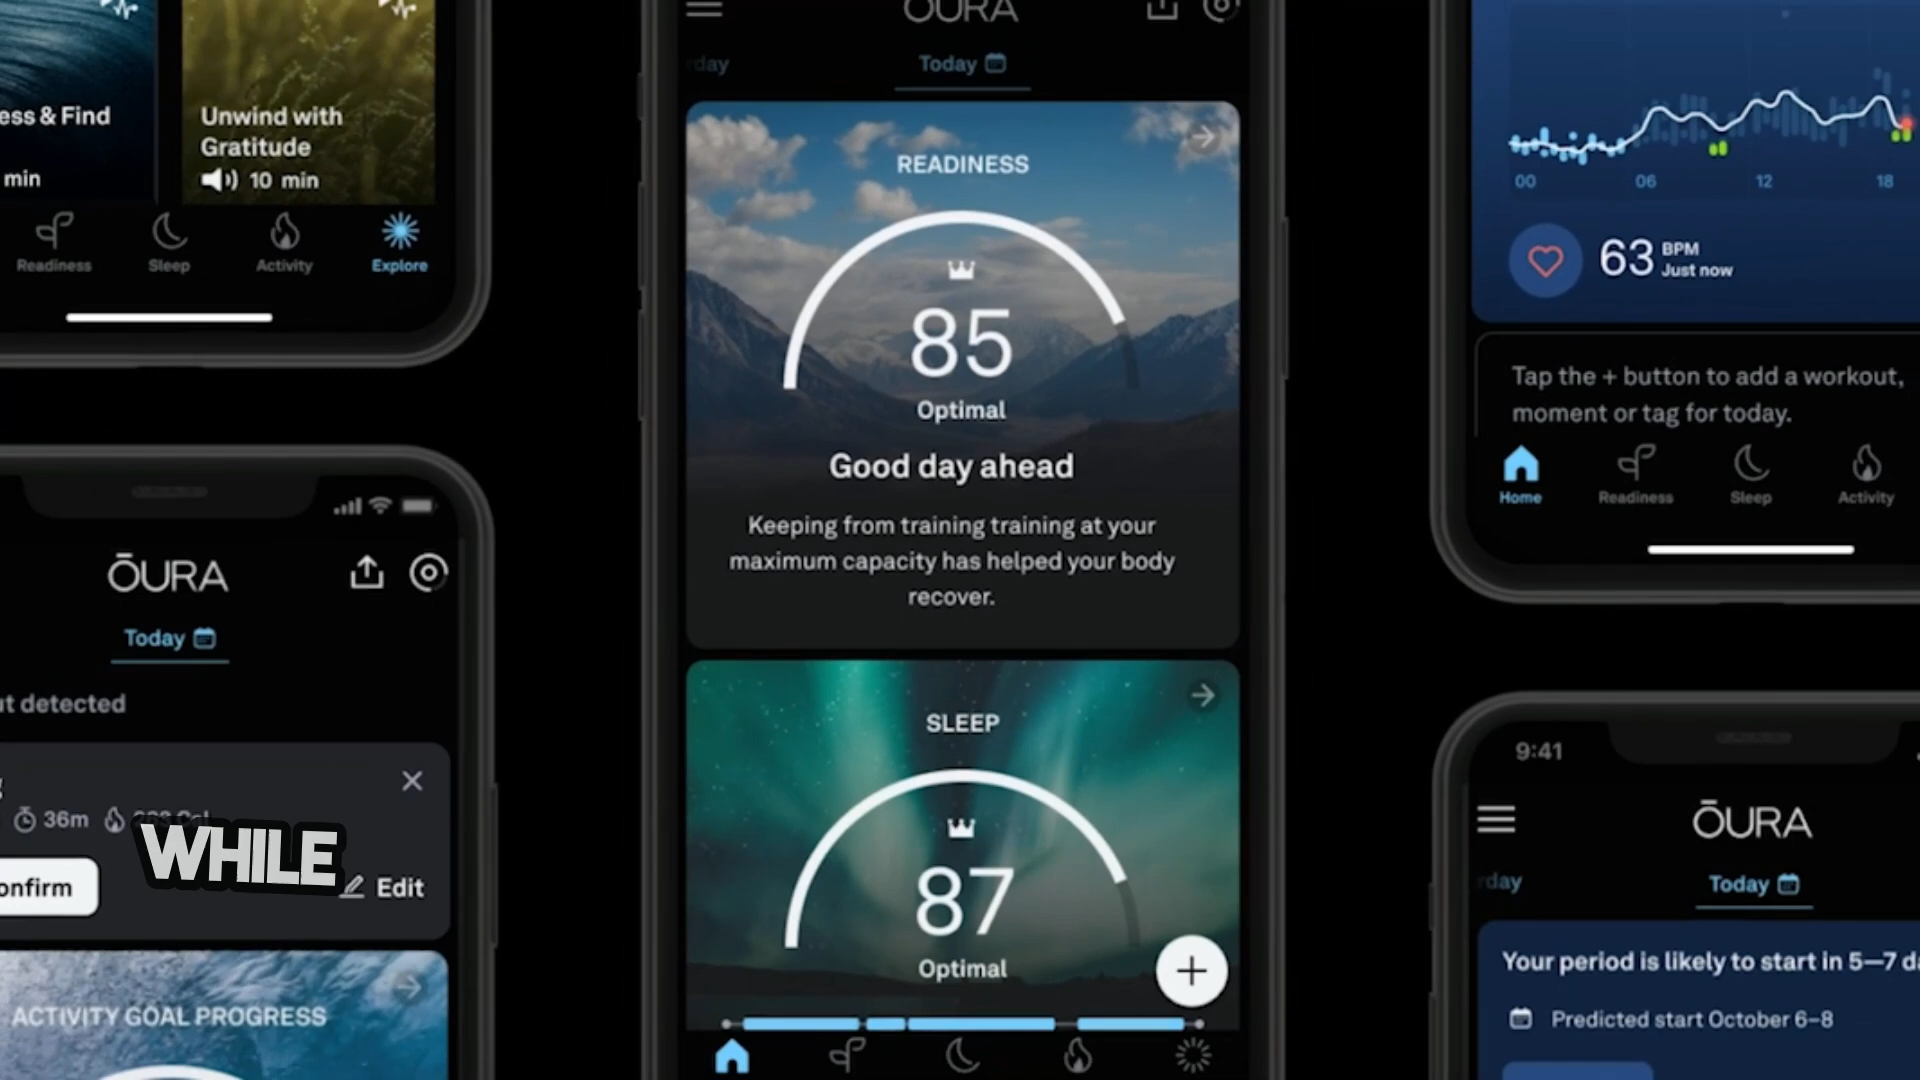 ess & Find
min
Unwind with
Gratitude
10 min
Readiness
Sleep
Activity
Explore
ŌURA
Today
ut detected
36m
WHILE
onfirm
Edit
ACTIVITY GOAL PROGRESS
ŌURA
rday
Today
READINESS
85
Optimal
Good day ahead
Keeping from training training at your
maximum capacity has helped your body
recover.
SLEEP
87
Optimal
00
06
12
18
63
BPM
Just now
Tap the + button to add a workout,
moment or tag for today.
Home
Readiness
Sleep
Activity
9:41
ŌURA
rday
Today
Your period is likely to start in 5–7 da
Predicted start October 6–8